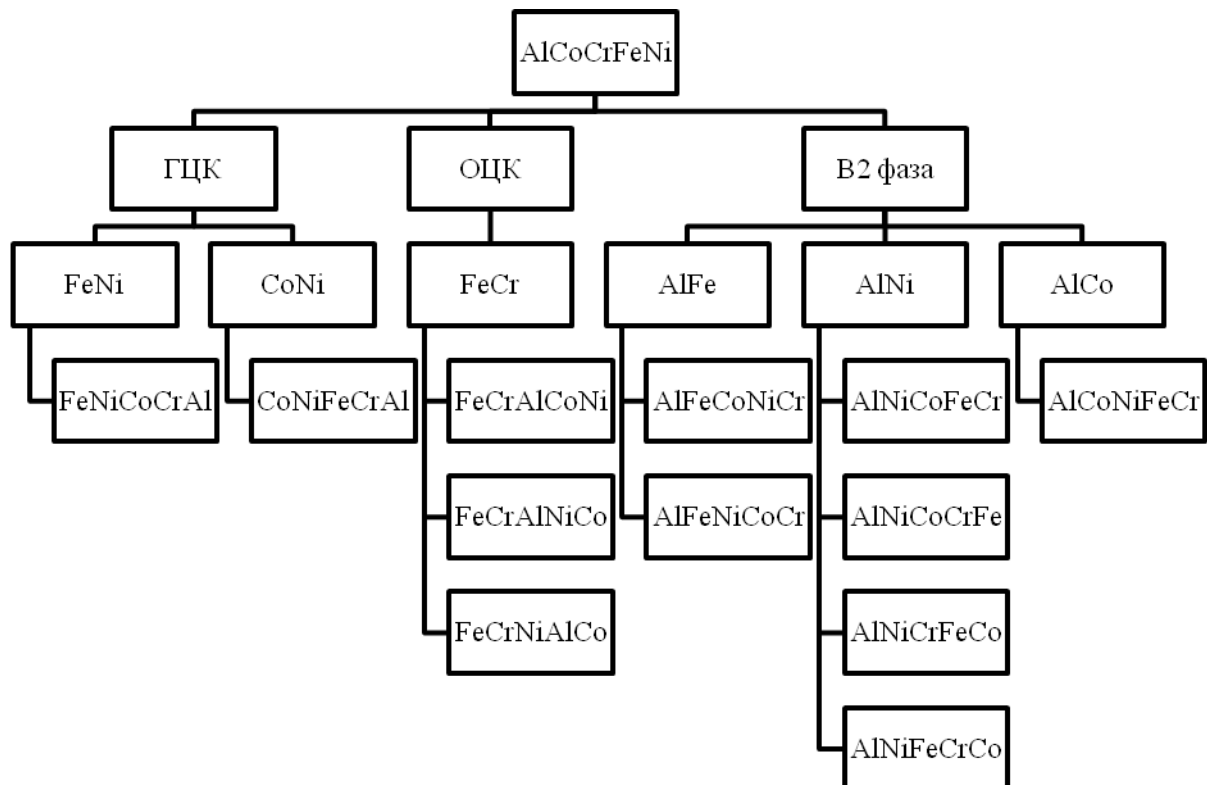 AlCoCrFeNi
ГЦК
ОЦК
B2 фаза
FeNi
CoNi
FeCr
AlFe
AlNi
AlCo
FeNiCoCrAl
CoNiFeCrAl
FeCrAlCoNi
AlFeCoNiCr
AlNiCoFeCr
AlCoNiFeCr
FeCrAlNiCo
AlFeNiCoCr
AlNiCoCrFe
FeCrNiAlCo
AlNiCrFeCo
AlNiFeCrCo